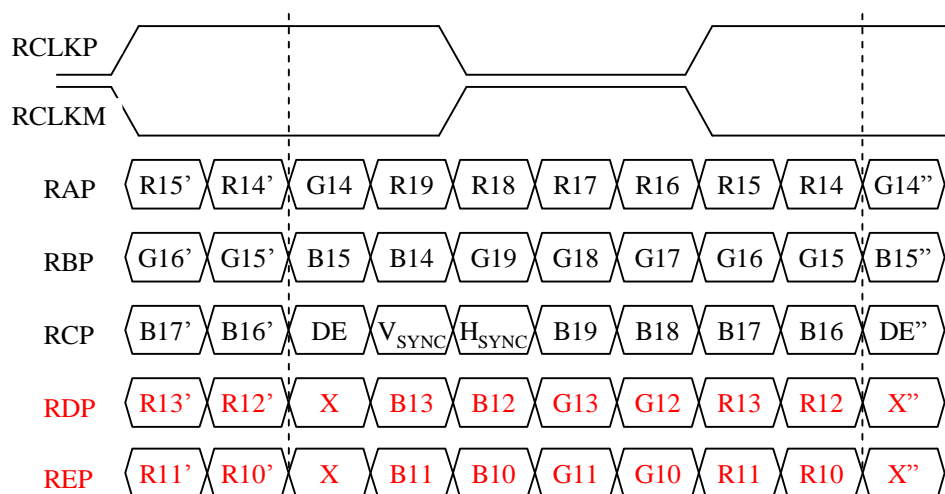 RCLKP
RCLKM
RAP R15’ R14’ G14 R19 R18 R17 R16 R15 R14 G14”
RBP G16’ G15’ B15 B14 G19 G18 G17 G16 G15 B15”
RCP B17’ B16’ DE VSYNC HSYNC B19 B18 B17 B16 DE”
RDP R13’ R12’ X B13 B12 G13 G12 R13 R12 X”
REP R11’ R10’ X B11 B10 G11 G10 R11 R10 X”